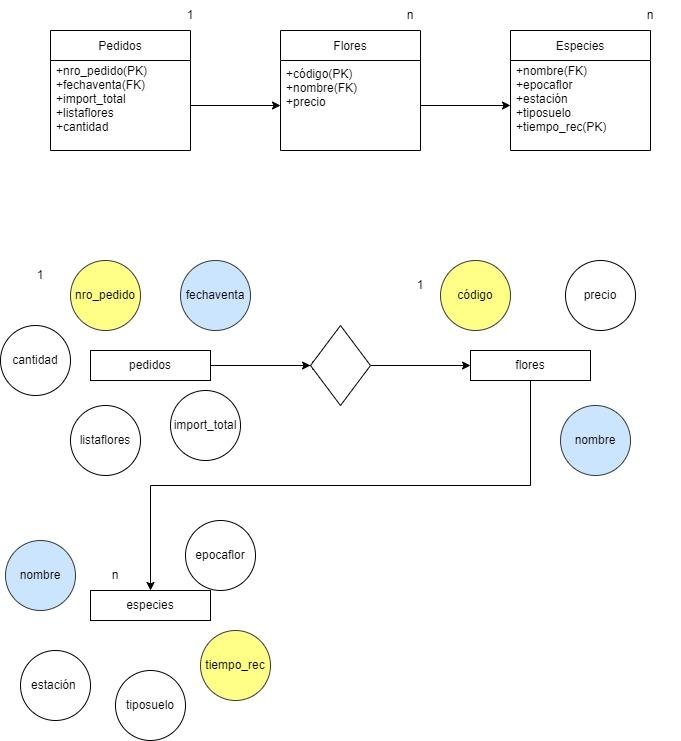 1
n
n
Pedidos
+nro_pedido(PK)
+fechaventa(FK)
+import_total
+listaflores
+cantidad
Flores
+código(PK)
+nombre(FK)
+precio
Especies
+nombre(FK)
+epocaflor
+estación
+tiposuelo
+tiempo_rec(PK)
1
nro_pedido
fechaventa
1
código
precio
cantidad
pedidos
flores
listaflores
import_total
nombre
nombre
n
epocaflor
especies
estación
tiposuelo
tiempo_rec